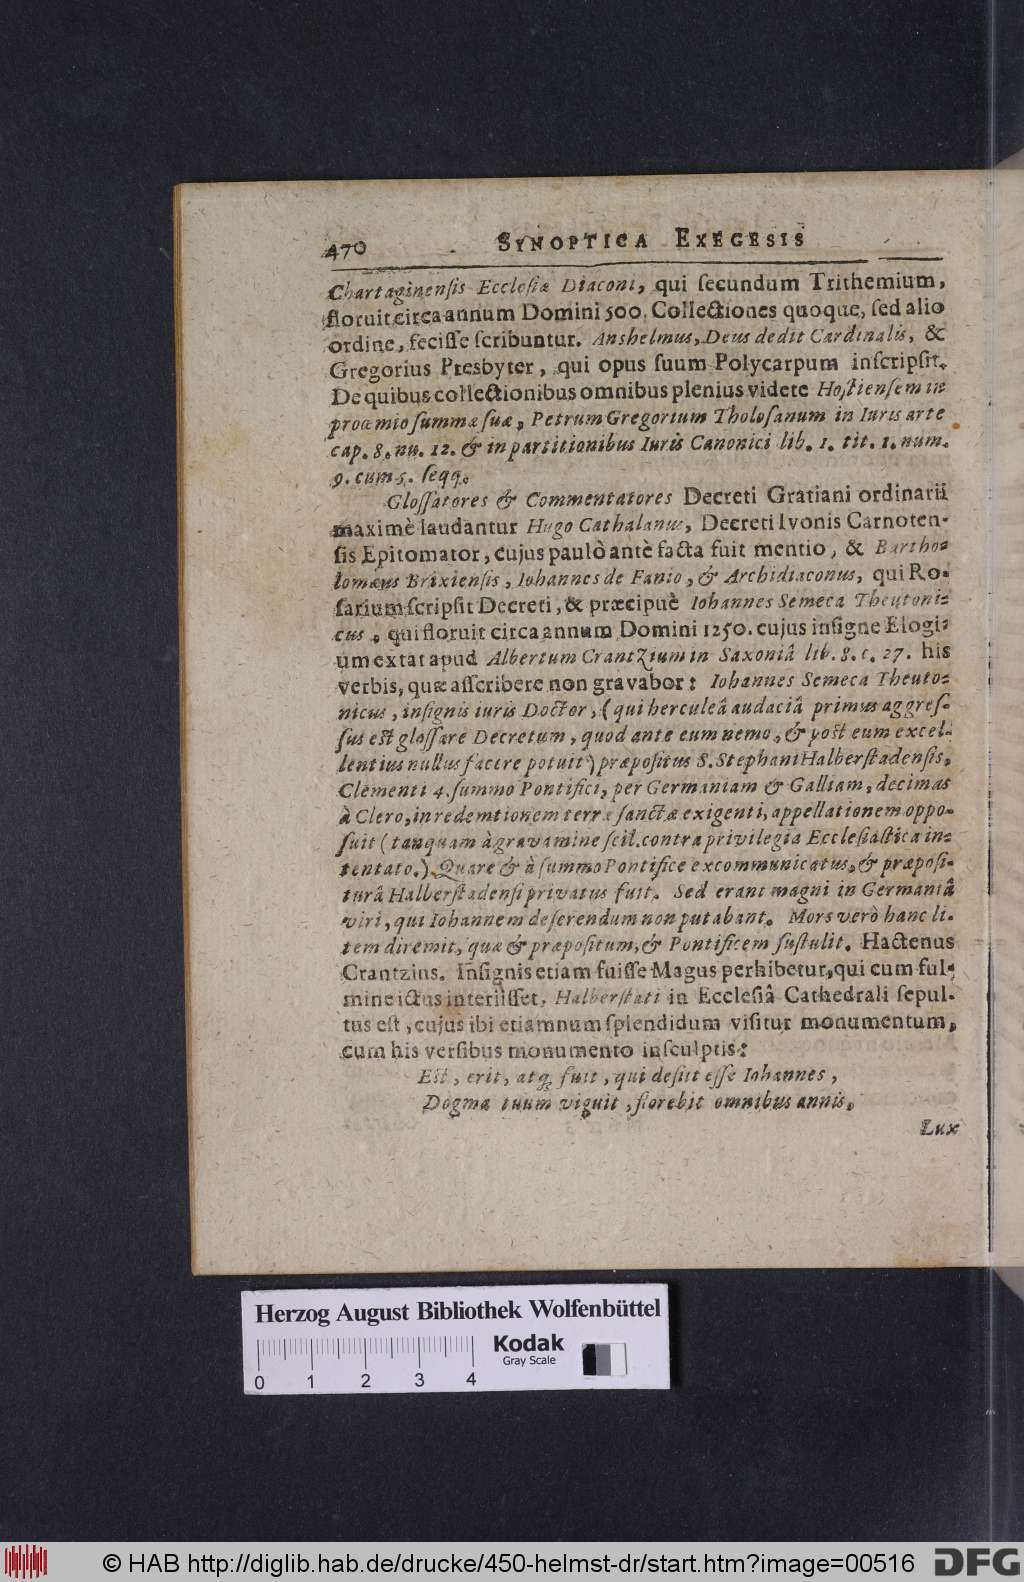 470 SYNOPTICA EXEGESIS
Chartaginensis Ecclesiæ Diaconi, qui secundum Trithemium,
floruit circa annum Domini 500. Collectiones quoque, sed alio
ordine, fecisse scribuntur. Anshelmus, Deus dedit Cardinalis, &
Gregorius Presbyter, qui opus suum Polycarpum inscripsit.
De quibus collectionibus omnibus plenius videte Hostiensem in
proœmio summæ suæ, Petrum Gregorium Tholosanum in Iuris arte
cap. 8. nu. 12. & in partitionibus Iuris Canonici lib. 1. tit. 1. num.
9. cum 5. seqq.
Glossatores & Commentatores Decreti Gratiani ordinarii
maximè laudantur Hugo Cathalanus, Decreti Ivonis Carnoten-
sis Epitomator, cujus paulò antè facta fuit mentio, & Bartho-
lomæus Brixiensis, Iohannes de Fanio, & Archidiaconus, qui Ro-
sarium scripsit Decreti, & præcipuè Iohannes Semeca Theutoni-
cus, qui floruit circa annum Domini 1250. cujus insigne Elogi-
um extat apud Albertum Crantzium in Saxoniâ lib. 8. c. 27. his
verbis, quæ asscribere non gravabor: Iohannes Semeca Theuto-
nicus, insignis iuris Doctor, (qui herculeâ audaciâ primus aggres-
sus est glossare Decretum, quod ante eum nemo, & post eum excel-
lentius nullus facere potuit) præpositus S. Stephani Halberstadensis,
Clementi 4. summo Pontifici, per Germaniam & Galliam, decimas
à Clero, in redemtionem terræ sanctæ exigenti, appellationem oppo-
suit (tanquam à gravamine scil. contra privilegia Ecclesiastica in-
tentato.) Quare & à summo Pontifice excommunicatus, & præposi-
turâ Halberstadensi privatus fuit. Sed erant magni in Germaniâ
viri, qui Iohannem deserendum non putabant. Mors verò hanc li-
tem diremit, quæ & præpositum, & Pontificem sustulit. Hactenus
Crantzius. Insignis etiam fuisse Magus perhibetur, qui cum ful-
mine ictus interiisset, Halberstati in Ecclesiâ Cathedrali sepul-
tus est, cujus ibi etiamnum splendidum visitur monumentum,
cum his versibus monumento insculptis:
Est, erit, atq; fuit, qui desiit esse Iohannes,
Dogma tuum viguit, florebit omnibus annis.
Lux
Herzog August Bibliothek Wolfenbüttel
Kodak
Gray Scale
0 1 2 3 4
© HAB http://diglib.hab.de/drucke/450-helmst-dr/start.htm?image=00516
DFG